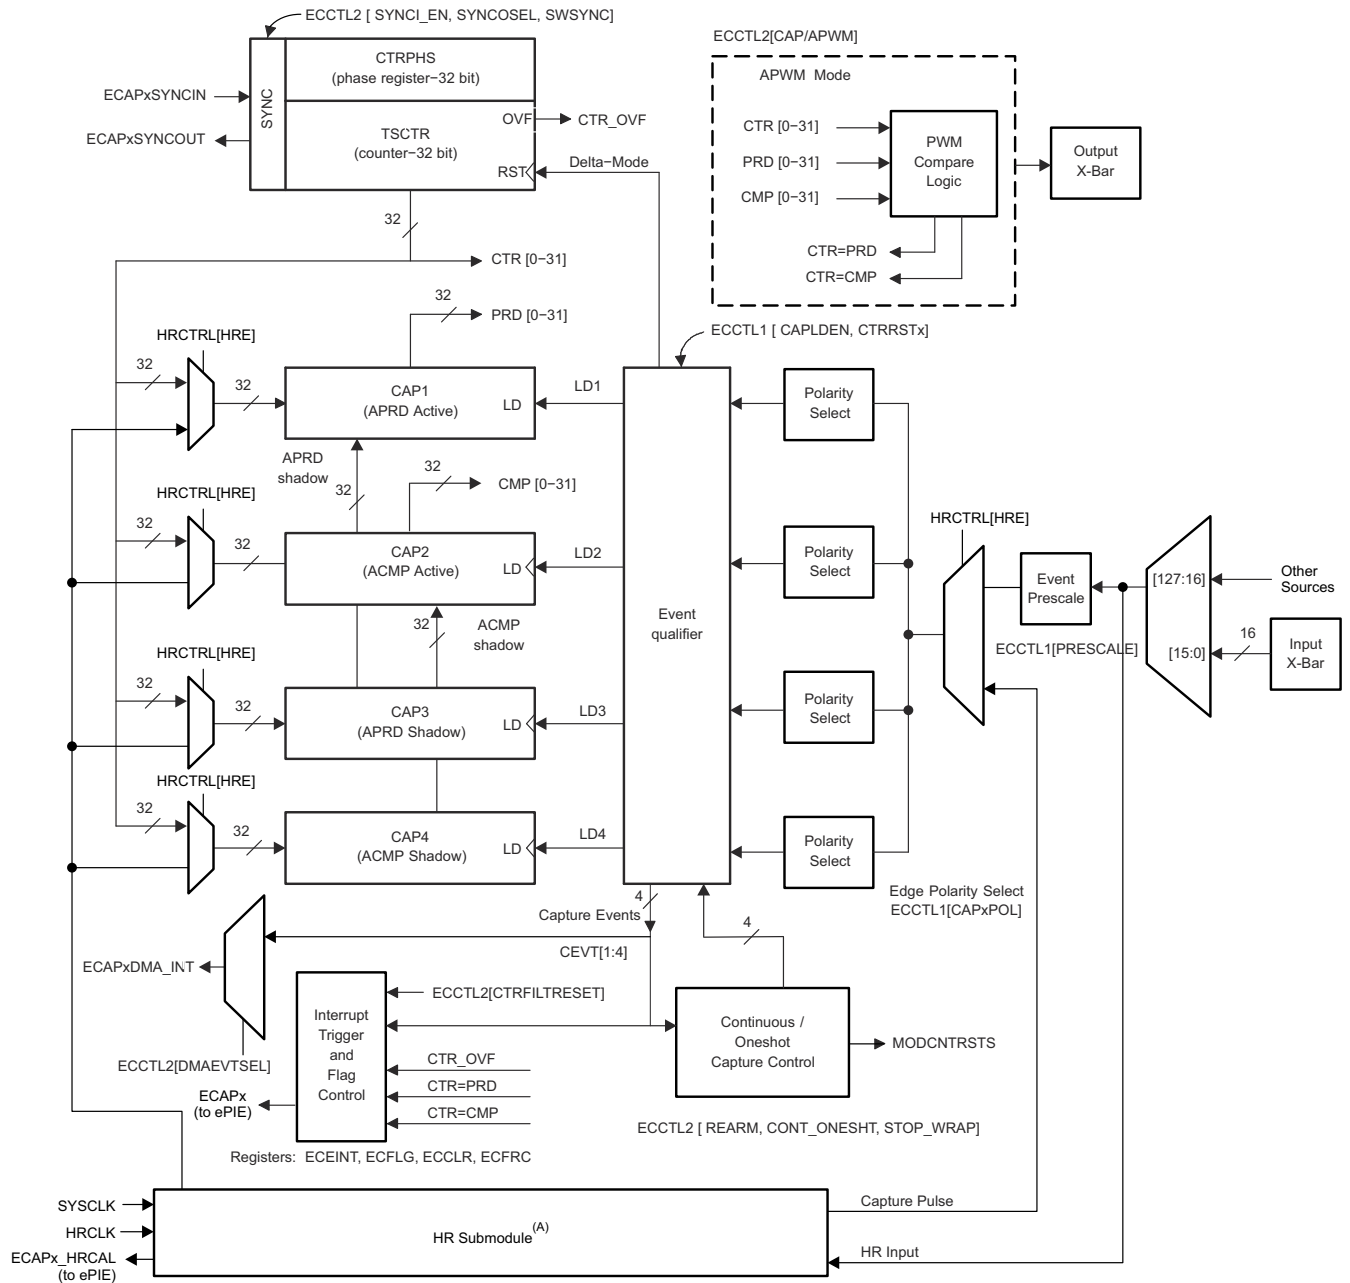 ECCTL2 [ SYNCI_EN, SYNCOSEL, SWSYNC]
SYNC
CTRPHS
(phase register−32 bit)
TSCTR
(counter−32 bit)
OVF
RST
ECAPxSYNCIN
ECAPxSYNCOUT
CTR_OVF
Delta−Mode
32
CTR [0−31]
32
PRD [0−31]
ECCTL2[CAP/APWM]
APWM Mode
CTR [0−31]
PRD [0−31]
CMP [0−31]
PWM
Compare
Logic
CTR=PRD
CTR=CMP
Output
X-Bar
ECCTL1 [ CAPLDEN, CTRRSTx]
HRCTRL[HRE]
32
32
CAP1
(APRD Active)
LD
LD1
Polarity
Select
APRD
shadow
32
32
CMP [0−31]
HRCTRL[HRE]
32
32
CAP2
(ACMP Active)
LD
LD2
Polarity
Select
32
ACMP
shadow
Event
qualifier
HRCTRL[HRE]
Event
Prescale
ECCTL1[PRESCALE]
[127:16]
[15:0]
Other
Sources
16
Input
X-Bar
HRCTRL[HRE]
32
32
CAP3
(APRD Shadow)
LD
LD3
Polarity
Select
HRCTRL[HRE]
32
32
CAP4
(ACMP Shadow)
LD
LD4
Polarity
Select
Edge Polarity Select
ECCTL1[CAPxPOL]
4
Capture Events
CEVT[1:4]
4
ECAPxDMA_INT
ECCTL2[DMAEVTSEL]
Interrupt
Trigger
and
Flag
Control
ECCTL2[CTRFILTRESET]
CTR_OVF
CTR=PRD
CTR=CMP
ECAPx
(to ePIE)
Continuous /
Oneshot
Capture Control
MODCNTRSTS
ECCTL2 [ REARM, CONT_ONESHT, STOP_WRAP]
Registers: ECEINT, ECFLG, ECCLR, ECFRC
SYSCLK
HRCLK
ECAPx_HRCAL
(to ePIE)
HR Submodule(A)
Capture Pulse
HR Input